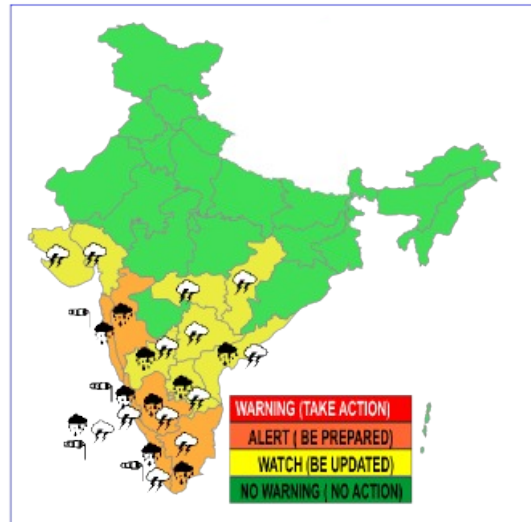 WARNING (TAKE ACTION)
ALERT ( BE PREPARED)
WATCH (BE UPDATED)
NO WARNING ( NO ACTION)